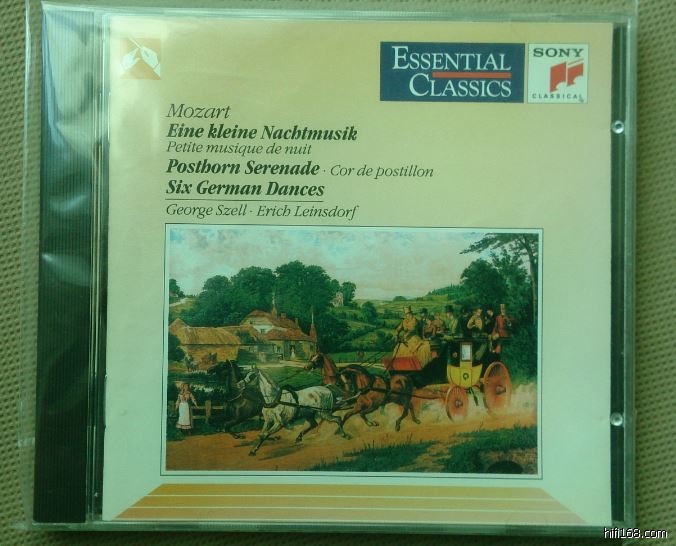 ESSENTIAL
CLASSICS
SONY
CLASSICAL
Mozart
Eine kleine Nachtmusik
Petite musique de nuit
Posthorn Serenade · Cor de postillon
Six German Dances
George Szell · Erich Leinsdorf
hifi168.com